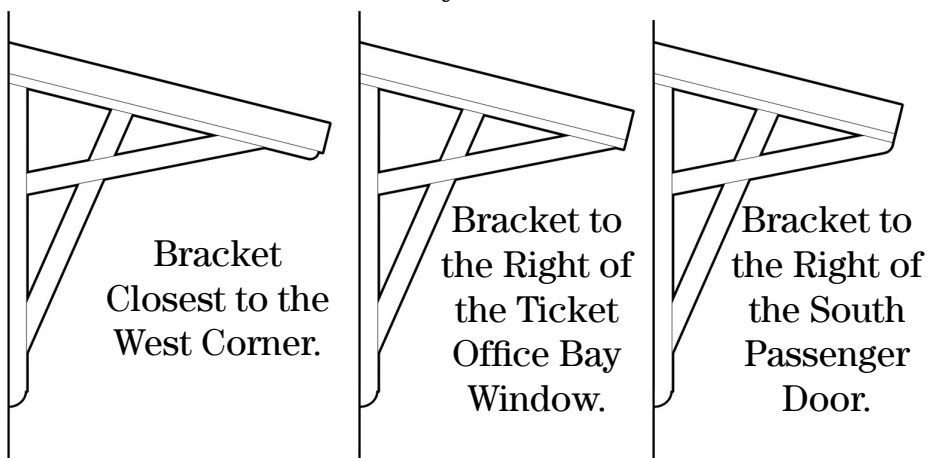 Bracket
Closest to the
West Corner.
Bracket to
the Right of
the Ticket
Office Bay
Window.
Bracket to
the Right of
the South
Passenger
Door.